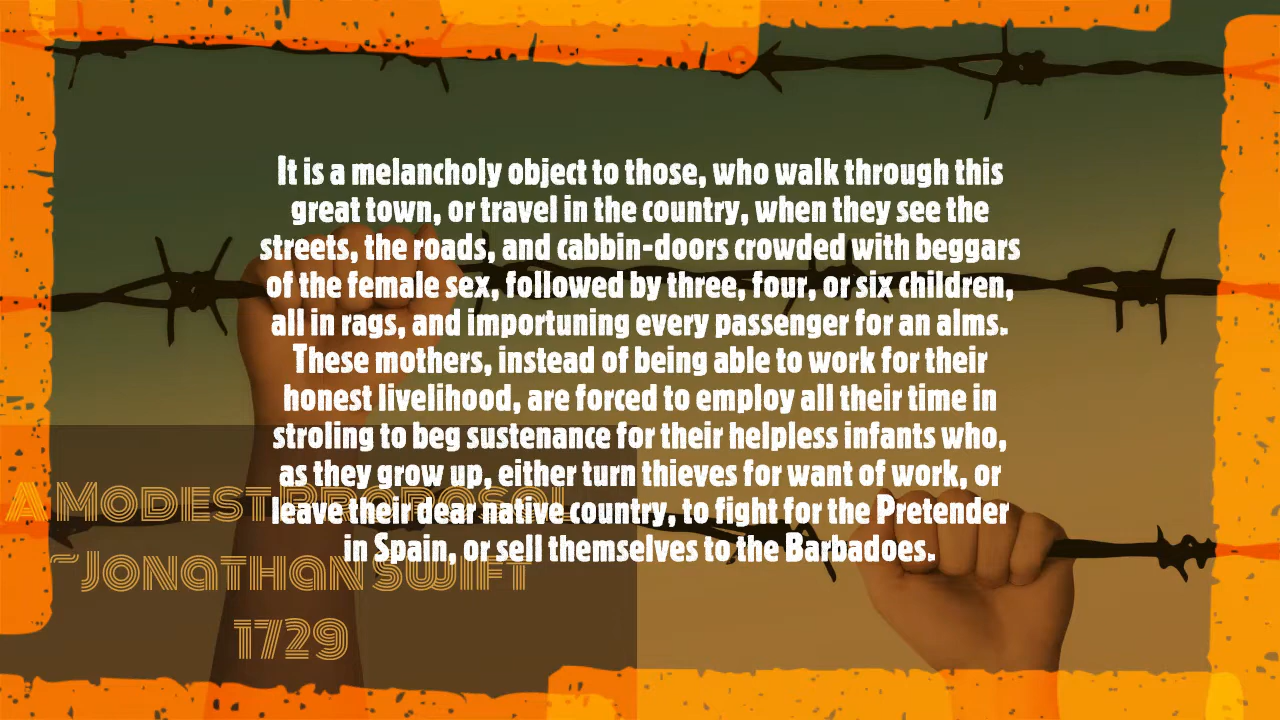 It is a melancholy object to those, who walk through this
great town, or travel in the country, when they see the
streets, the roads, and cabbin-doors crowded with beggars
of the female sex, followed by three, four, or six children,
all in rags, and importuning every passenger for an alms.
These mothers, instead of being able to work for their
honest livelihood, are forced to employ all their time in
stroling to beg sustenance for their helpless infants who,
as they grow up, either turn thieves for want of work, or
leave their dear native country, to fight for the Pretender
in Spain, or sell themselves to the Barbadoes.
A Modest Proposal
~Jonathan Swift
1729